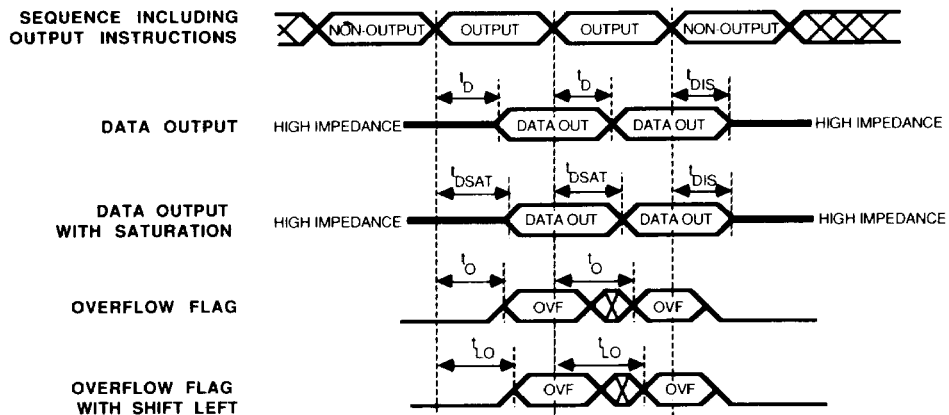 SEQUENCE INCLUDING
OUTPUT INSTRUCTIONS
NON-OUTPUT OUTPUT OUTPUT NON-OUTPUT
tD tD tDIS
DATA OUTPUT
HIGH IMPEDANCE DATA OUT DATA OUT HIGH IMPEDANCE
tDSAT tDSAT tDIS
DATA OUTPUT
WITH SATURATION
HIGH IMPEDANCE DATA OUT DATA OUT HIGH IMPEDANCE
tO tO
OVERFLOW FLAG
OVF OVF
tLO tLO
OVERFLOW FLAG
WITH SHIFT LEFT
OVF OVF